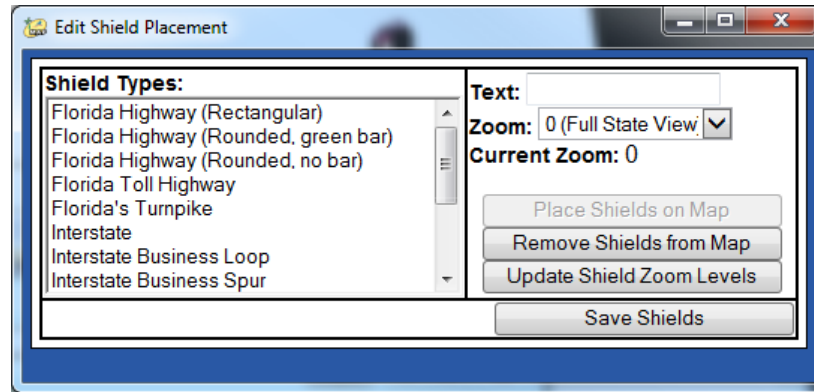 Edit Shield Placement
Shield Types:
Florida Highway (Rectangular)
Florida Highway (Rounded, green bar)
Florida Highway (Rounded, no bar)
Florida Toll Highway
Florida's Turnpike
Interstate
Interstate Business Loop
Interstate Business Spur
Text:
Zoom: 0 (Full State View)
Current Zoom: 0
Place Shields on Map
Remove Shields from Map
Update Shield Zoom Levels
Save Shields